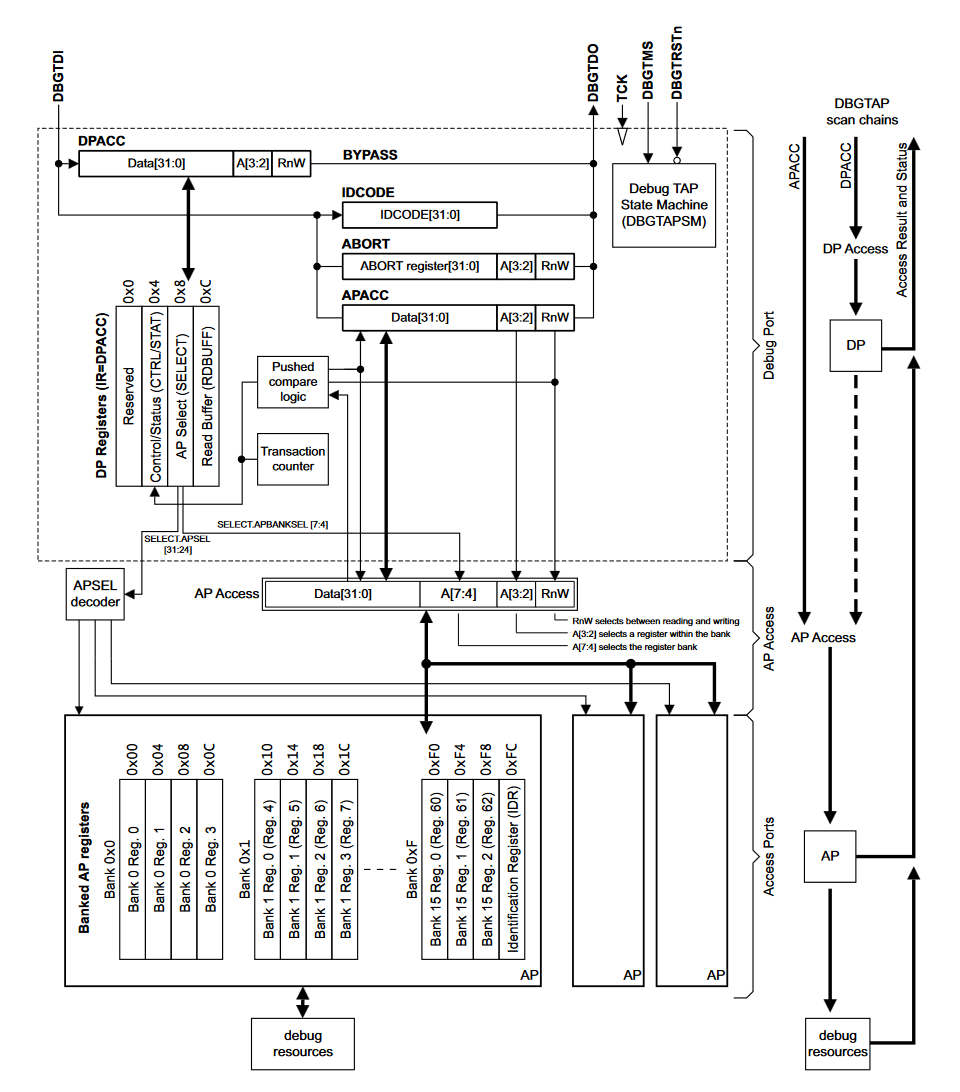 DBGTDI
DBGTDO
TCK
DBGTMS
DBGTRSTn
DBGTAP
scan chains
DPACC
Data[31:0]
A[3:2]
RnW
BYPASS
IDCODE
IDCODE[31:0]
ABORT
ABORT register[31:0]
A[3:2]
RnW
APACC
Data[31:0]
A[3:2]
RnW
Debug TAP
State Machine
(DBGTAPSM)
APACC
DPACC
Access Result and Status
DP Access
DP
Debug Port
DP Registers (IR=DPACC)
0x0
0x4
0x8
0xC
Reserved
Control/Status (CTRL/STAT)
AP Select (SELECT)
Read Buffer (RDBUFF)
Pushed
compare
logic
Transaction
counter
SELECT.APBANKSEL [7:4]
SELECT.APSEL
[31:24]
APSEL
decoder
AP Access
Data[31:0]
A[7:4]
A[3:2]
RnW
RnW selects between reading and writing
A[3:2] selects a register within the bank
A[7:4] selects the register bank
AP Access
AP Access
Banked AP registers
Bank 0x0
0x00
0x04
0x08
0x0C
Bank 0 Reg. 0
Bank 0 Reg. 1
Bank 0 Reg. 2
Bank 0 Reg. 3
Bank 0x1
0x10
0x14
0x18
0x1C
Bank 1 Reg. 0 (Reg. 4)
Bank 1 Reg. 1 (Reg. 5)
Bank 1 Reg. 2 (Reg. 6)
Bank 1 Reg. 3 (Reg. 7)
Bank 0xF
0xF0
0xF4
0xF8
0xFC
Bank 15 Reg. 0 (Reg. 60)
Bank 15 Reg. 1 (Reg. 61)
Bank 15 Reg. 2 (Reg. 62)
Identification Register (IDR)
AP
AP
AP
Access Ports
AP
debug
resources
debug
resources